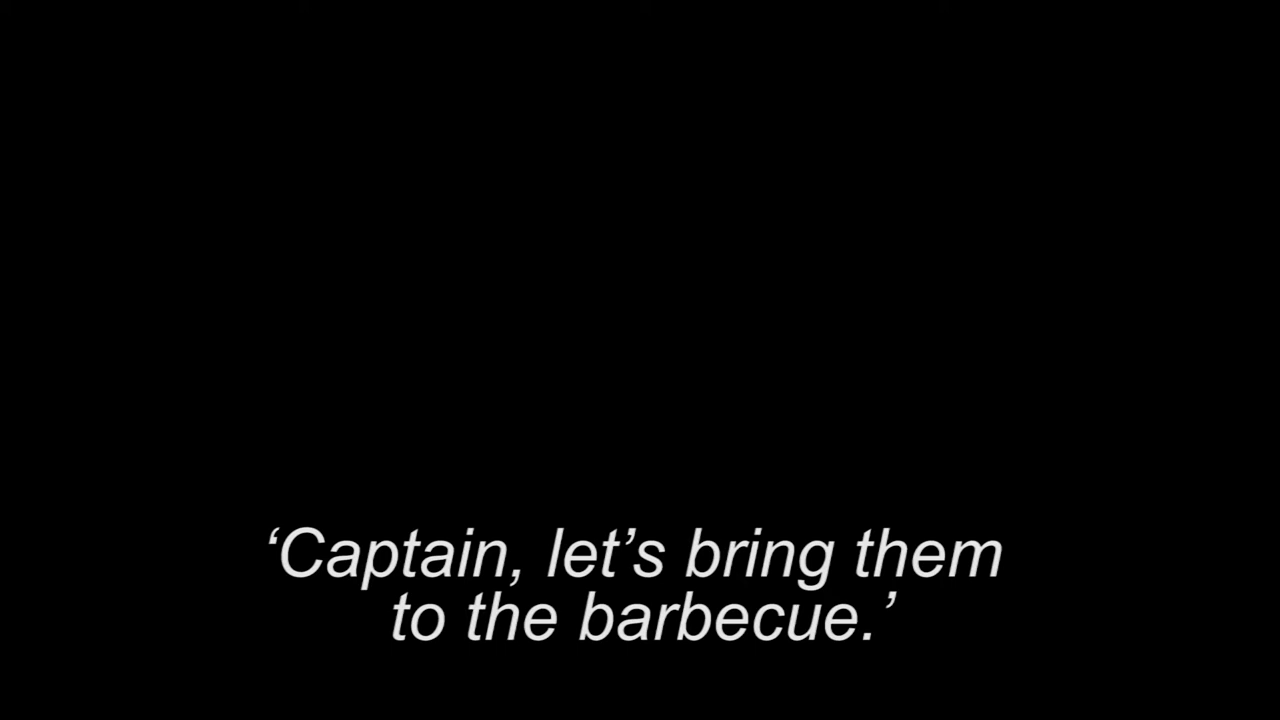 ‘Captain, let’s bring them
to the barbecue.’